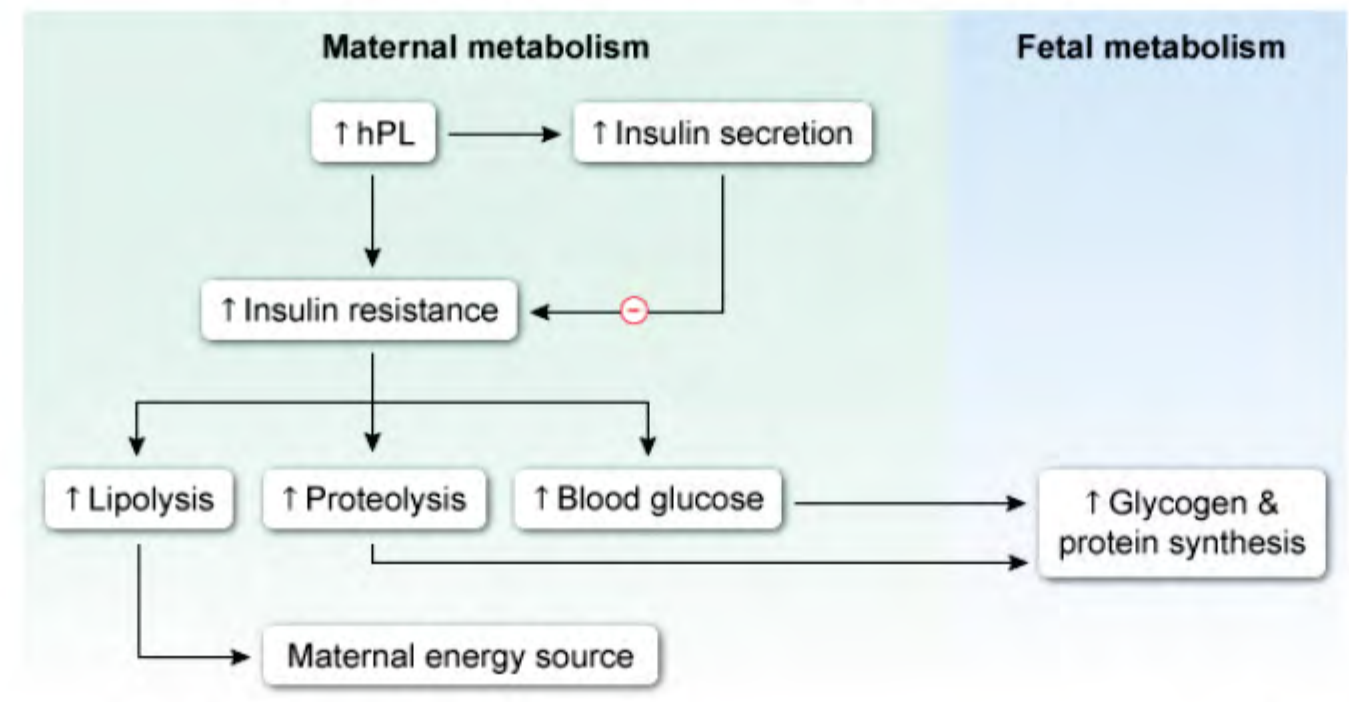 Maternal metabolism
Fetal metabolism
↑ hPL
↑ Insulin secretion
↑ Insulin resistance
−
↑ Lipolysis
↑ Proteolysis
↑ Blood glucose
↑ Glycogen &
protein synthesis
Maternal energy source